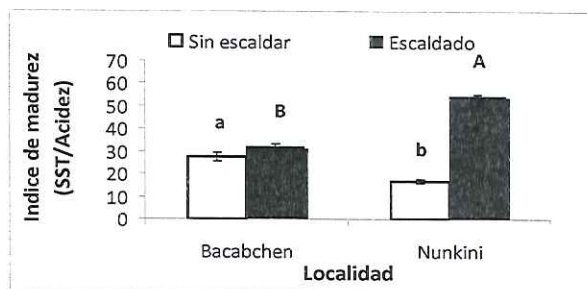 Sin escaldar Escaldado
Indice de madurez
(SST/Acidez)
70
60
50
40
30
20
10
0
a B b A
Bacabchen Nunkini
Localidad